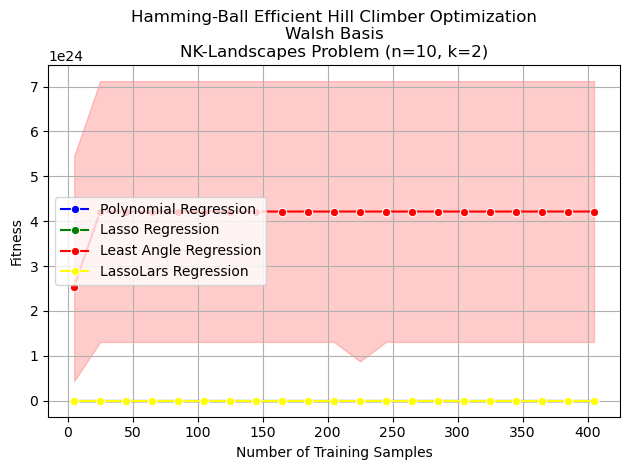 Hamming-Ball Efficient Hill Climber Optimization
Walsh Basis
NK-Landscapes Problem (n=10, k=2)
1e24
7
6
5
4
3
2
1
0
Fitness
Polynomial Regression
Lasso Regression
Least Angle Regression
LassoLars Regression
0 50 100 150 200 250 300 350 400
Number of Training Samples